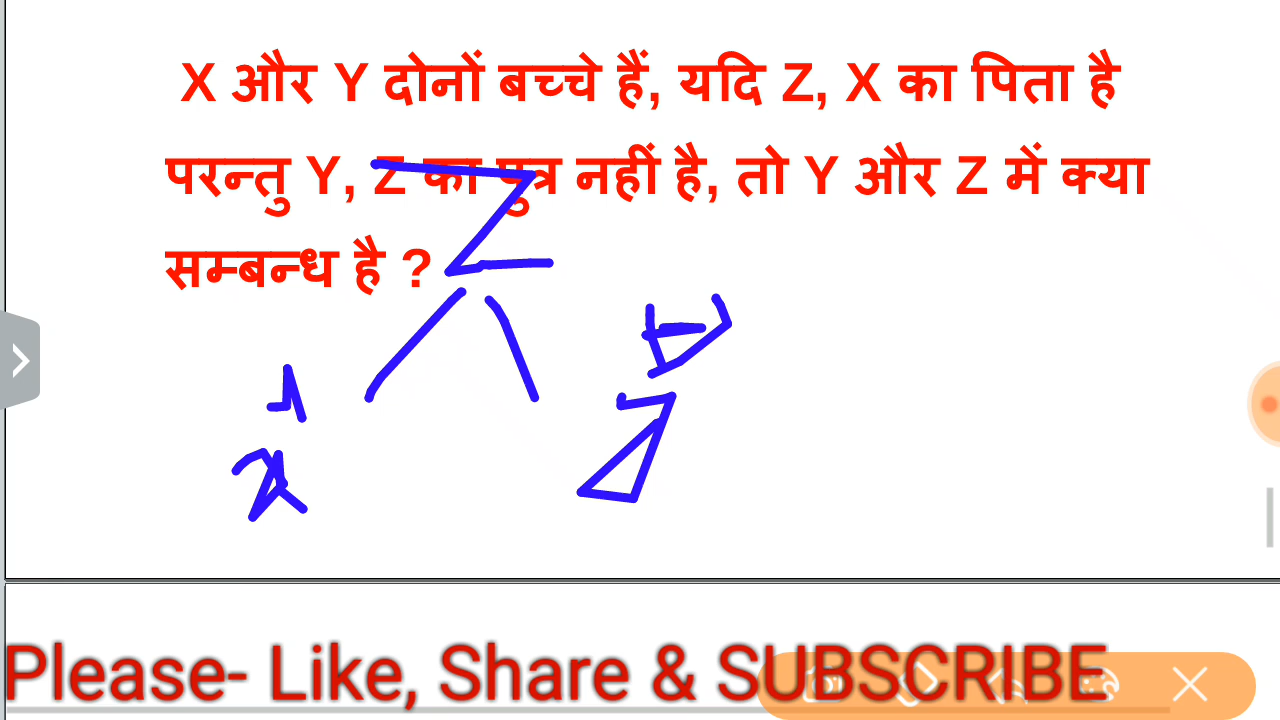 X और Y दोनों बच्चे हैं, यदि Z, X का पिता है
परन्तु Y, Z का पुत्र नहीं है, तो Y और Z में क्या
सम्बन्ध है ?
Z
Please- Like, Share & SUBSCRIBE